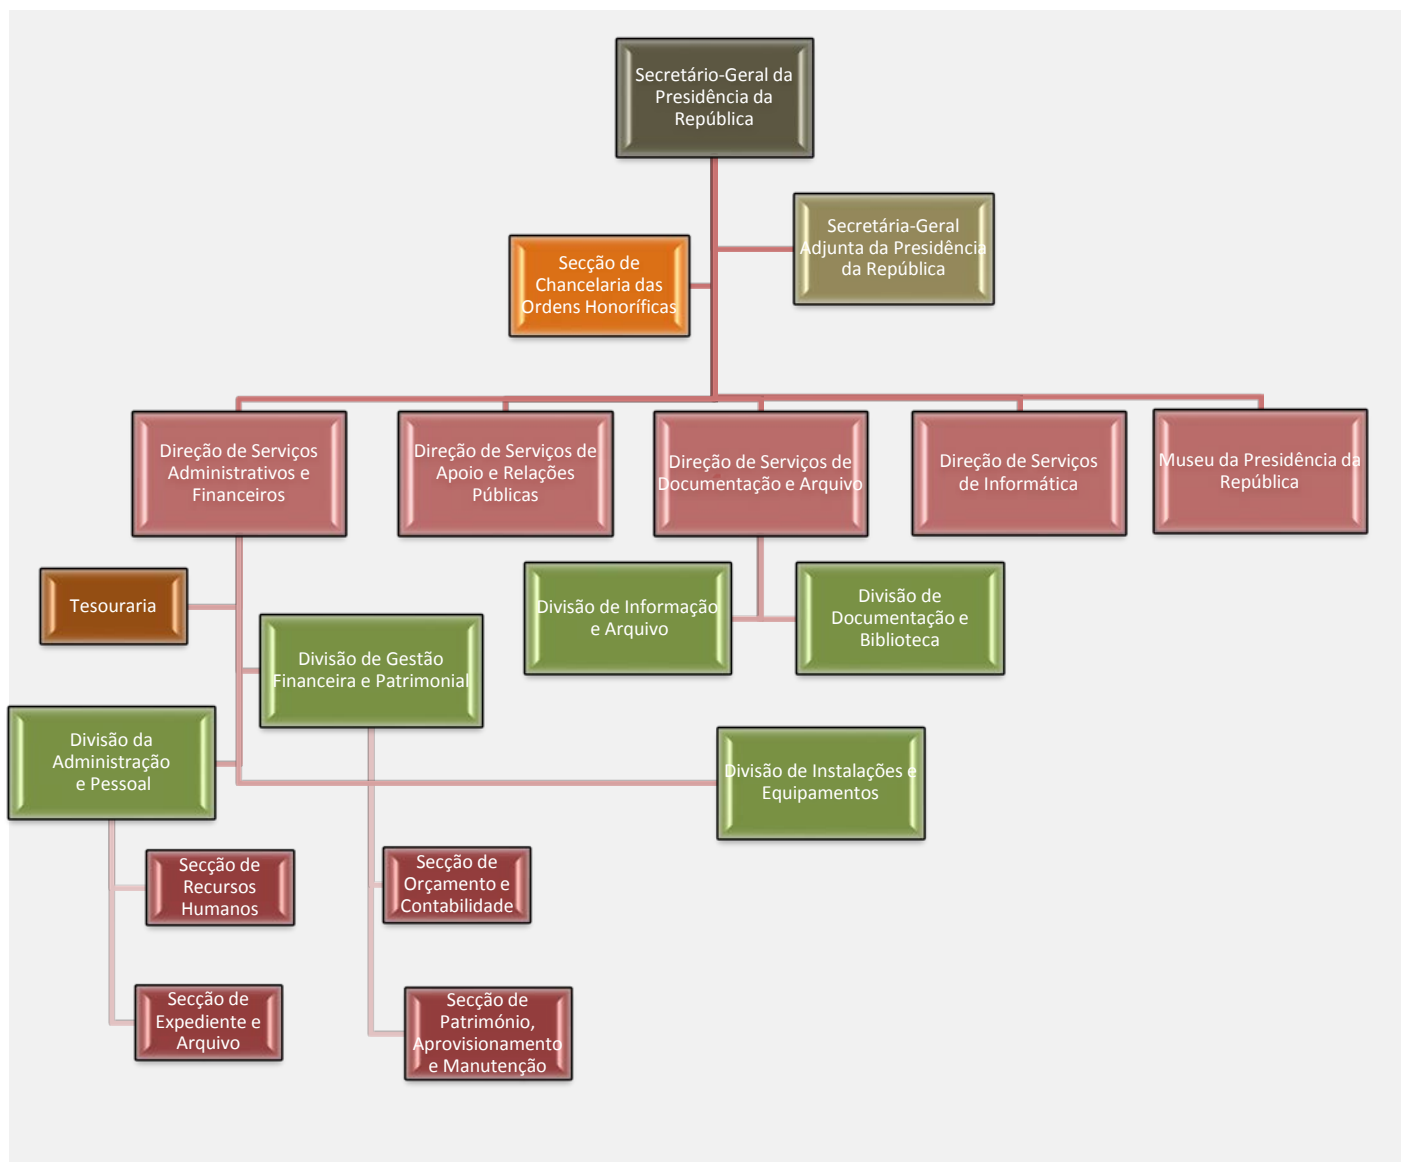 Secretário-Geral da
Presidência da
República
Secretária-Geral
Adjunta da Presidência
da República
Secção de
Chancelaria das
Ordens Honoríficas
Direção de Serviços
Administrativos e
Financeiros
Direção de Serviços de
Apoio e Relações
Públicas
Direção de Serviços de
Documentação e Arquivo
Direção de Serviços
de Informática
Museu da Presidência da
República
Tesouraria
Divisão de Informação
e Arquivo
Divisão de
Documentação e
Biblioteca
Divisão de Gestão
Financeira e Patrimonial
Divisão da
Administração
e Pessoal
Divisão de Instalações e
Equipamentos
Secção de
Recursos
Humanos
Secção de
Orçamento e
Contabilidade
Secção de
Expediente e
Arquivo
Secção de
Património,
Aprovisionamento
e Manutenção